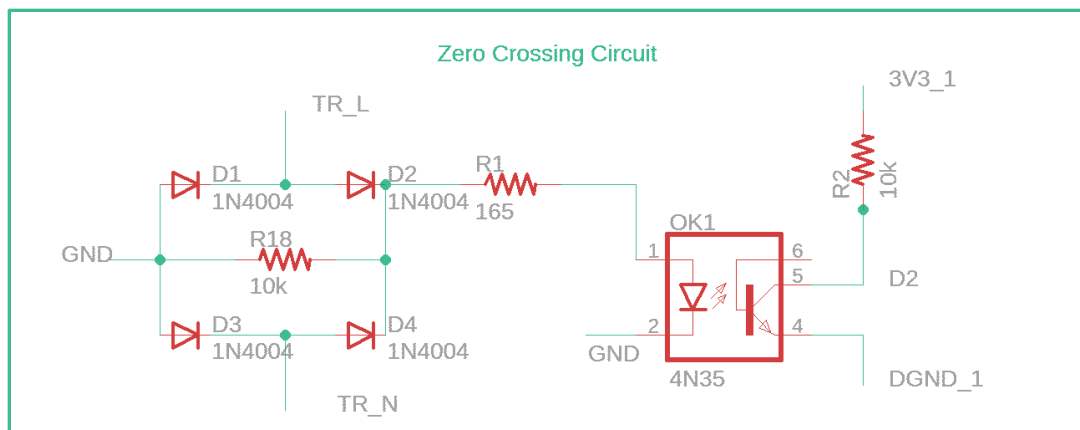 Zero Crossing Circuit
TR_L
3V3_1
D1
1N4004
D2
1N4004
R1
165
R2
10k
GND
R18
10k
OK1
1
6
5
D2
D3
1N4004
D4
1N4004
2
4
GND
4N35
DGND_1
TR_N